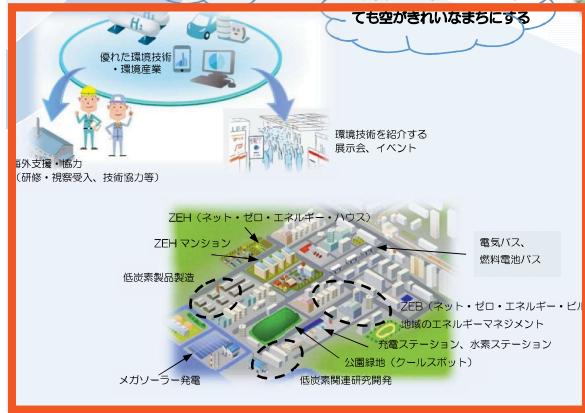 ても空がきれいなまちにする
H₂
優れた環境技術
・環境産業
環境技術を紹介する
展示会、イベント
海外支援・協力
（研修・視察受入、技術協力等）
ZEH（ネット・ゼロ・エネルギー・ハウス）
ZEHマンション
電気バス、
燃料電池バス
低炭素製品製造
ZEB（ネット・ゼロ・エネルギー・ビル
地域のエネルギーマネジメント
充電ステーション、水素ステーション
公園緑地（クールスポット）
メガソーラー発電
低炭素関連研究開発